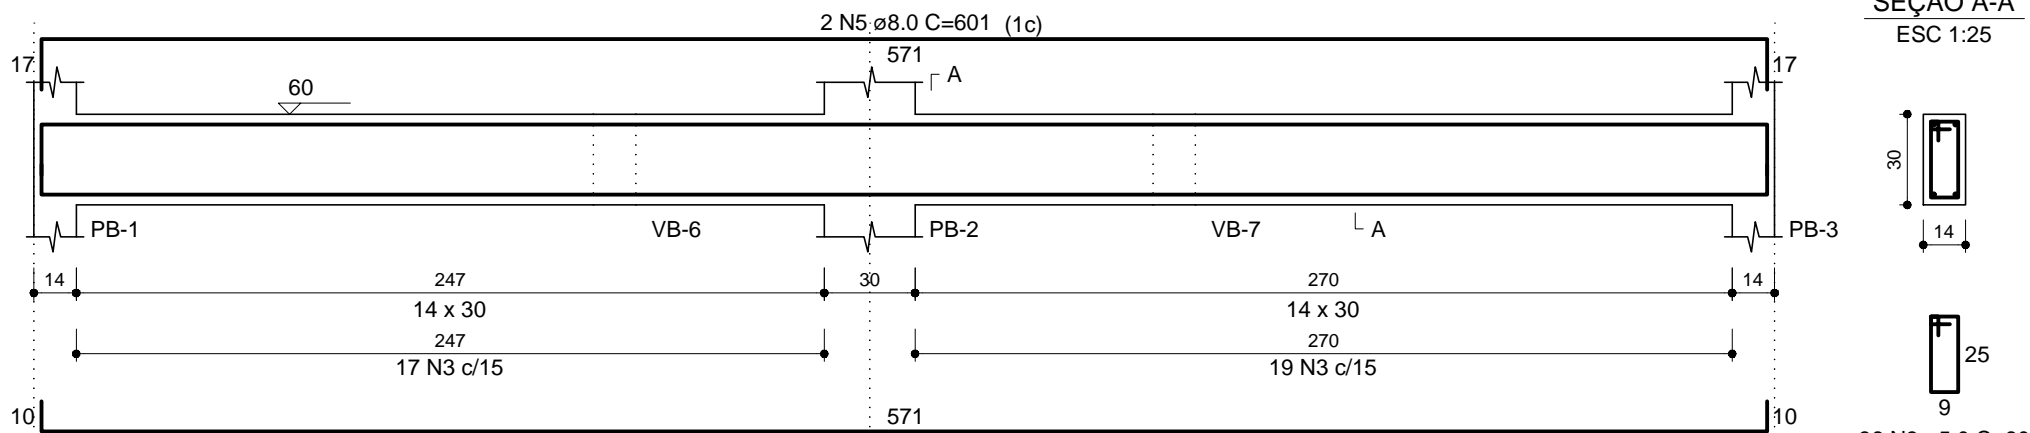 2 N5 ø8.0 C=601 (1c)
SEÇÃO A-A
ESC 1:25
17
571
17
A
60
30
PB-1
VB-6
PB-2
VB-7
A
PB-3
14
14
247
30
270
14
14 x 30
14 x 30
247
270
17 N3 c/15
19 N3 c/15
25
9
10
571
10